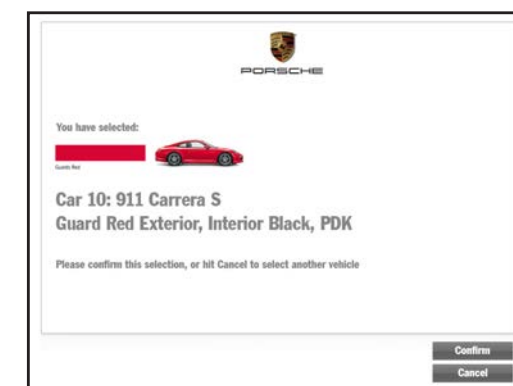 PORSCHE
You have selected:
Guards Red
Car 10: 911 Carrera S
Guard Red Exterior, Interior Black, PDK
Please confirm this selection, or hit Cancel to select another vehicle
Confirm
Cancel